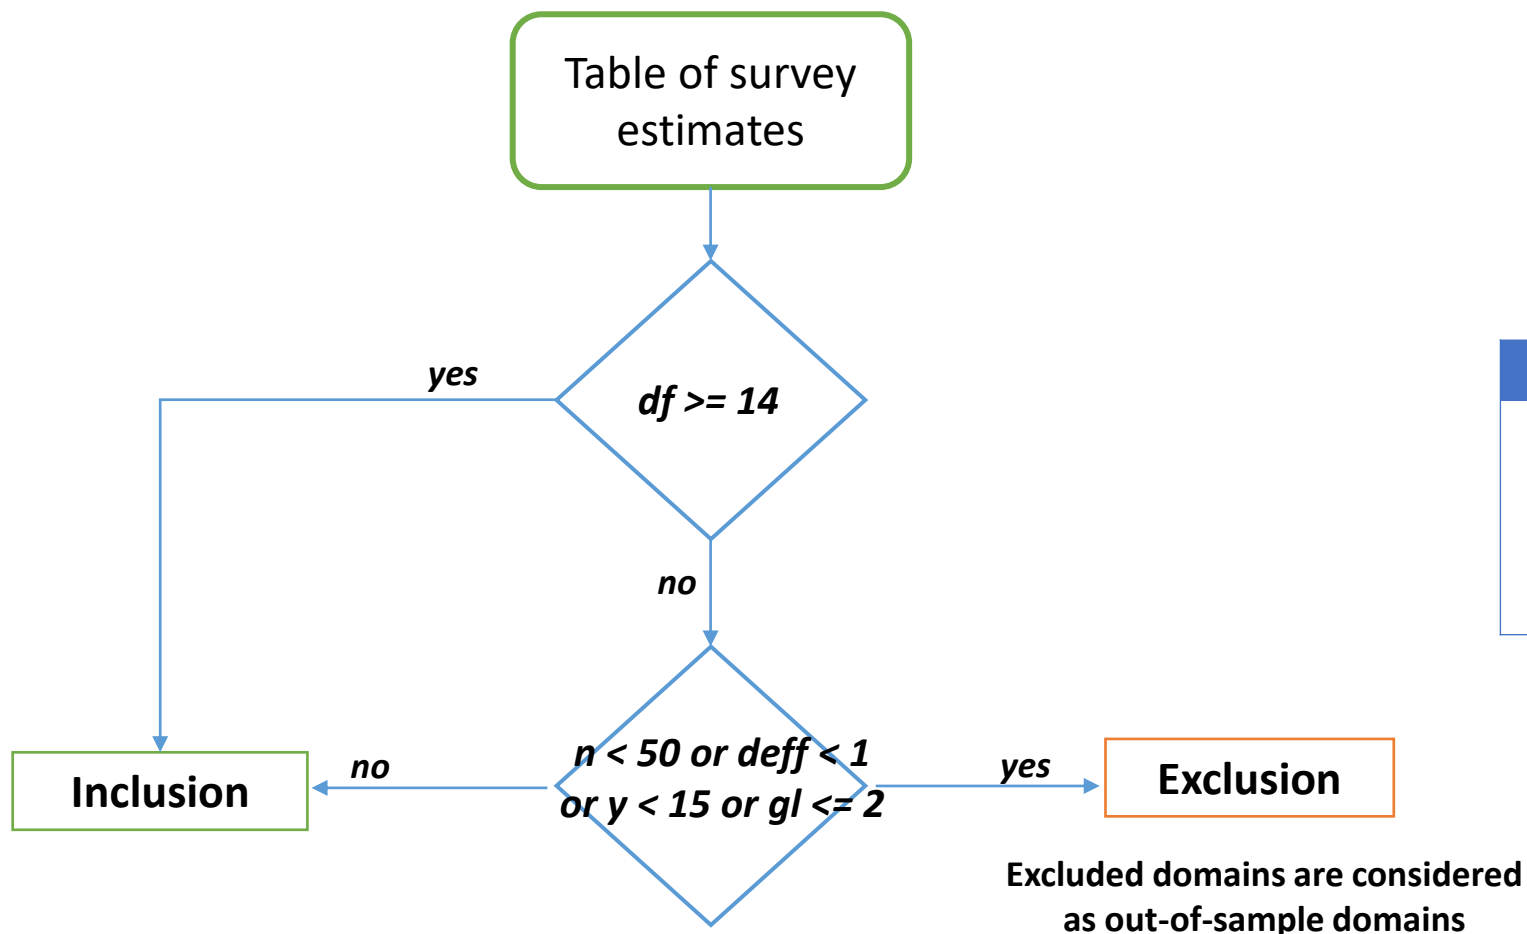 Table of survey
estimates
yes
df >= 14
no
n < 50 or deff < 1
or y < 15 or gl <= 2
no
Inclusion
yes
Exclusion
Excluded domains are considered
as out-of-sample domains